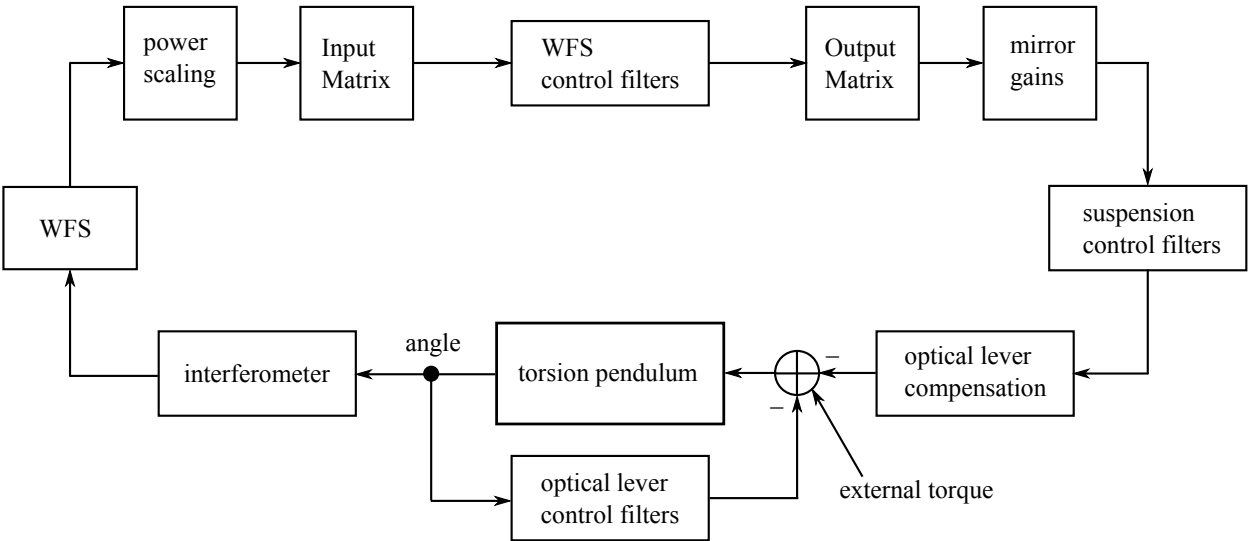 power
scaling
Input
Matrix
WFS
control filters
Output
Matrix
mirror
gains
WFS
suspension
control filters
interferometer
angle
torsion pendulum
–
–
optical lever
compensation
optical lever
control filters
external torque